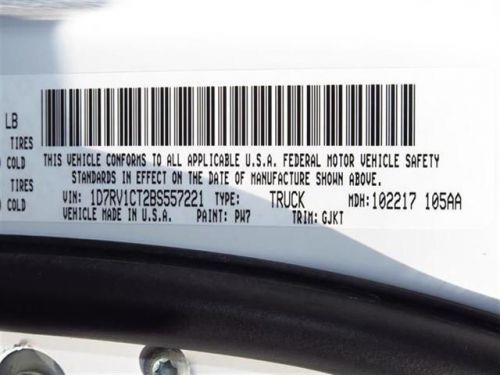 LB
TIRES
COLD
THIS VEHICLE CONFORMS TO ALL APPLICABLE U.S.A. FEDERAL MOTOR VEHICLE SAFETY
STANDARDS IN EFFECT ON THE DATE OF MANUFACTURE SHOWN ABOVE.
TIRES
VIN: 1D7RV1CT2BS557221 TYPE: TRUCK MDH: 102217 105AA
COLD
VEHICLE MADE IN U.S.A. PAINT: PW7 TRIM: GJKT